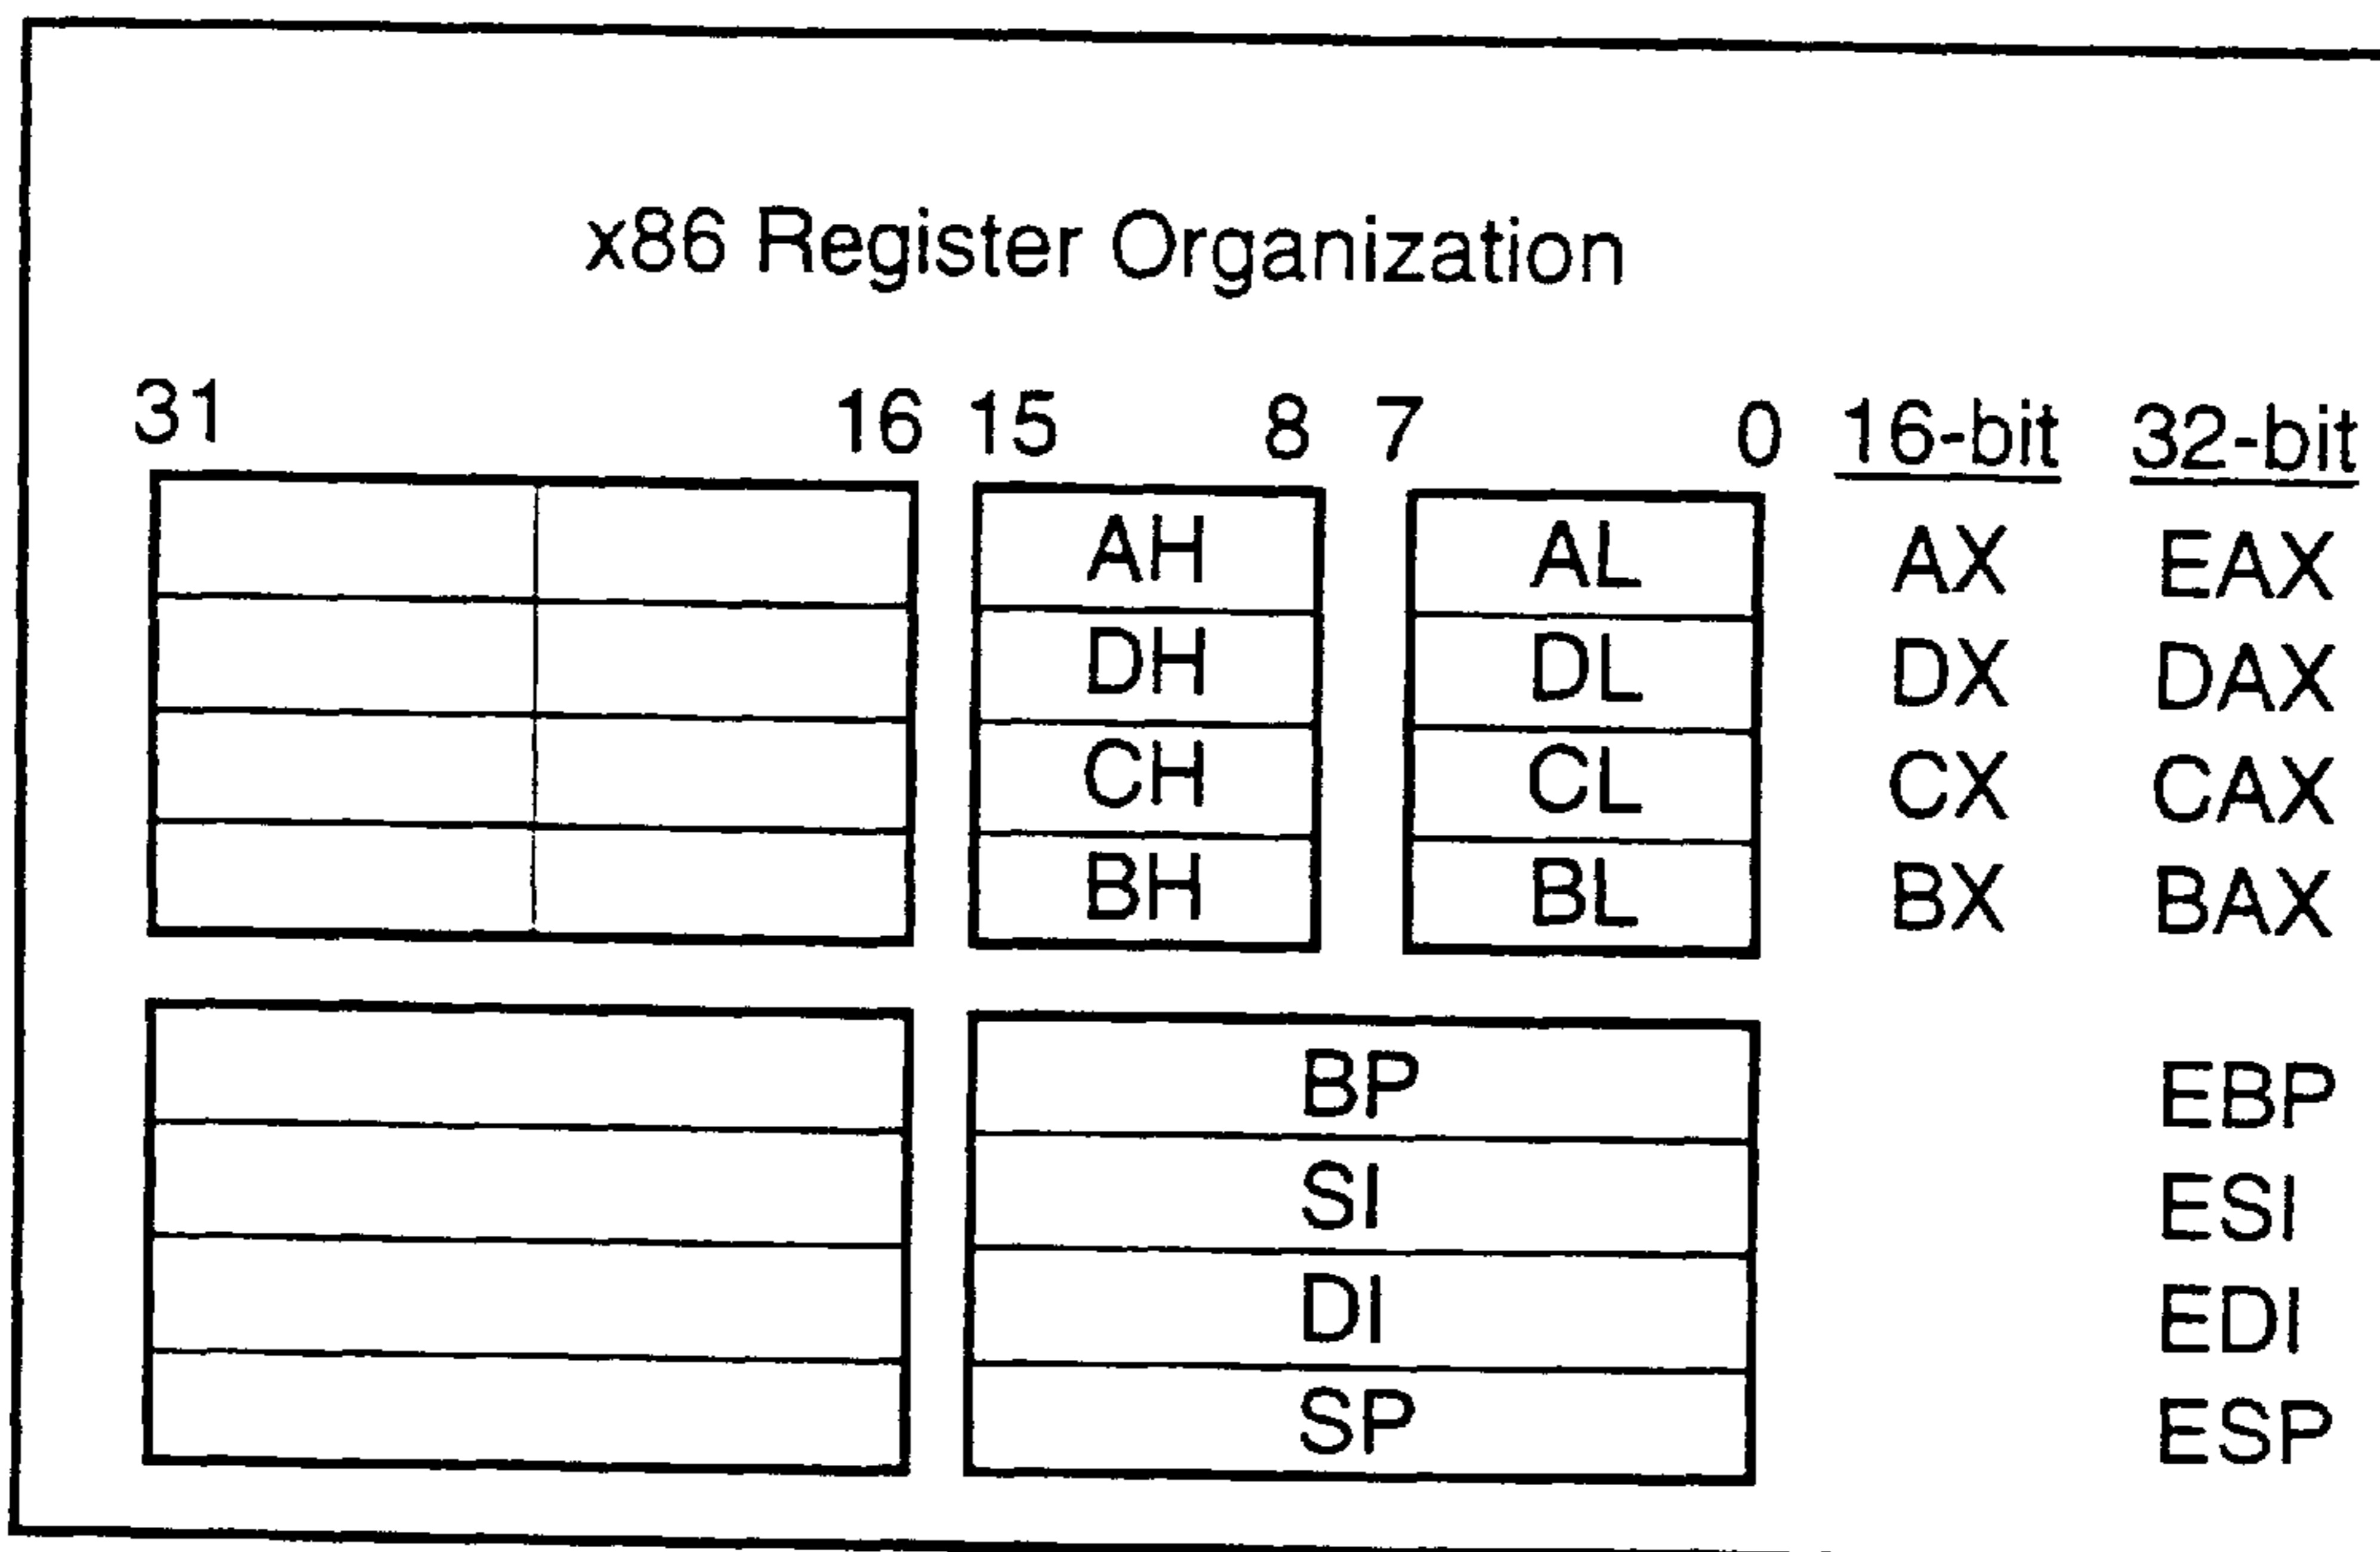 x86 Register Organization
31 16 15 8 7 0 16-bit 32-bit
AH AL AX EAX
DH DL DX DAX
CH CL CX CAX
BH BL BX BAX
BP EBP
SI ESI
DI EDI
SP ESP